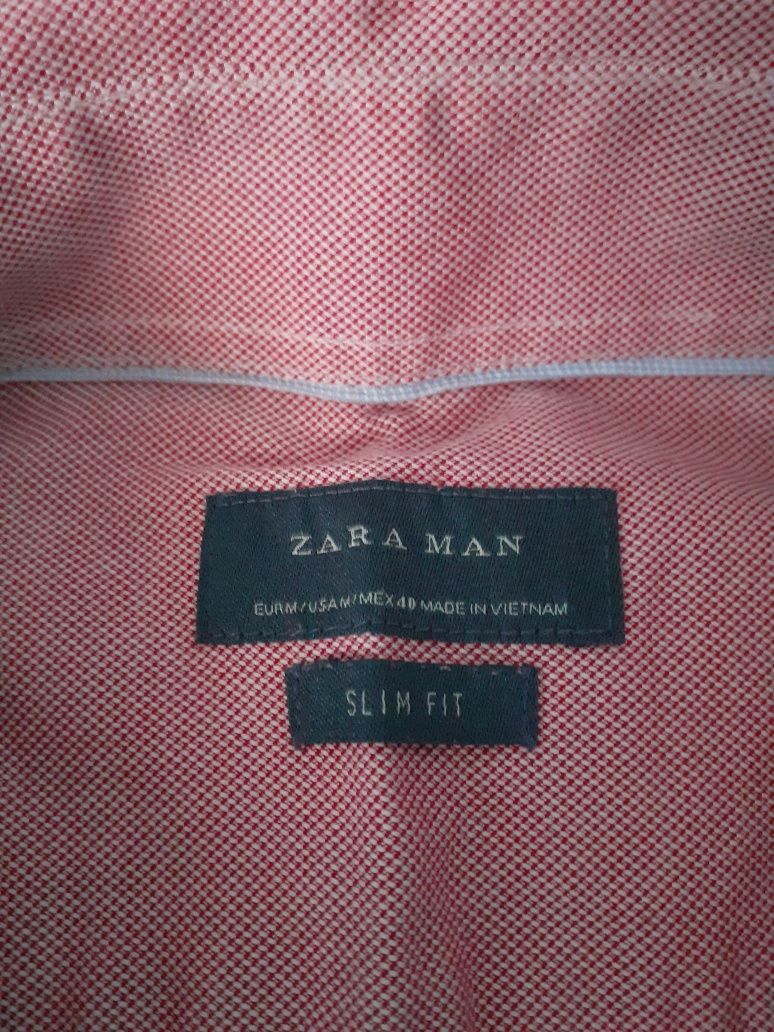 ZARA MAN
EUR M/USA M/MEX 40 MADE IN VIETNAM
SLIM FIT